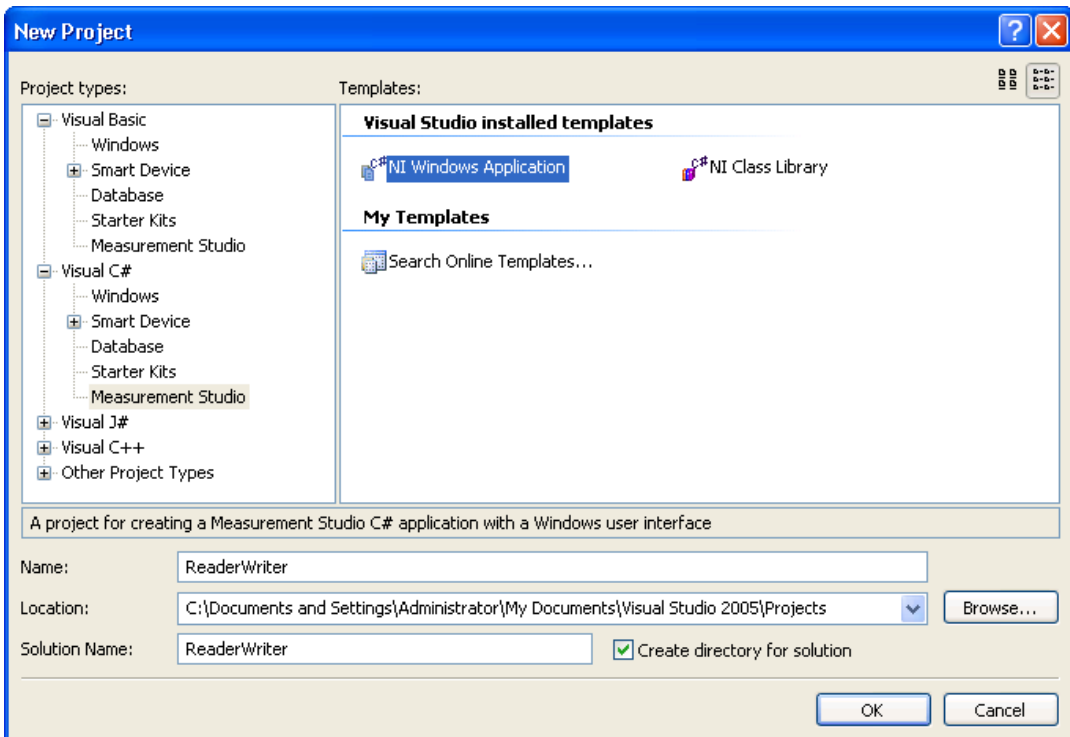 New Project
Project types:
Templates:
Visual Basic
Windows
Smart Device
Database
Starter Kits
Measurement Studio
Visual C#
Windows
Smart Device
Database
Starter Kits
Measurement Studio
Visual J#
Visual C++
Other Project Types
Visual Studio installed templates
NI Windows Application
NI Class Library
My Templates
Search Online Templates...
A project for creating a Measurement Studio C# application with a Windows user interface
Name:
ReaderWriter
Location:
C:\Documents and Settings\Administrator\My Documents\Visual Studio 2005\Projects
Browse...
Solution Name:
ReaderWriter
Create directory for solution
OK
Cancel